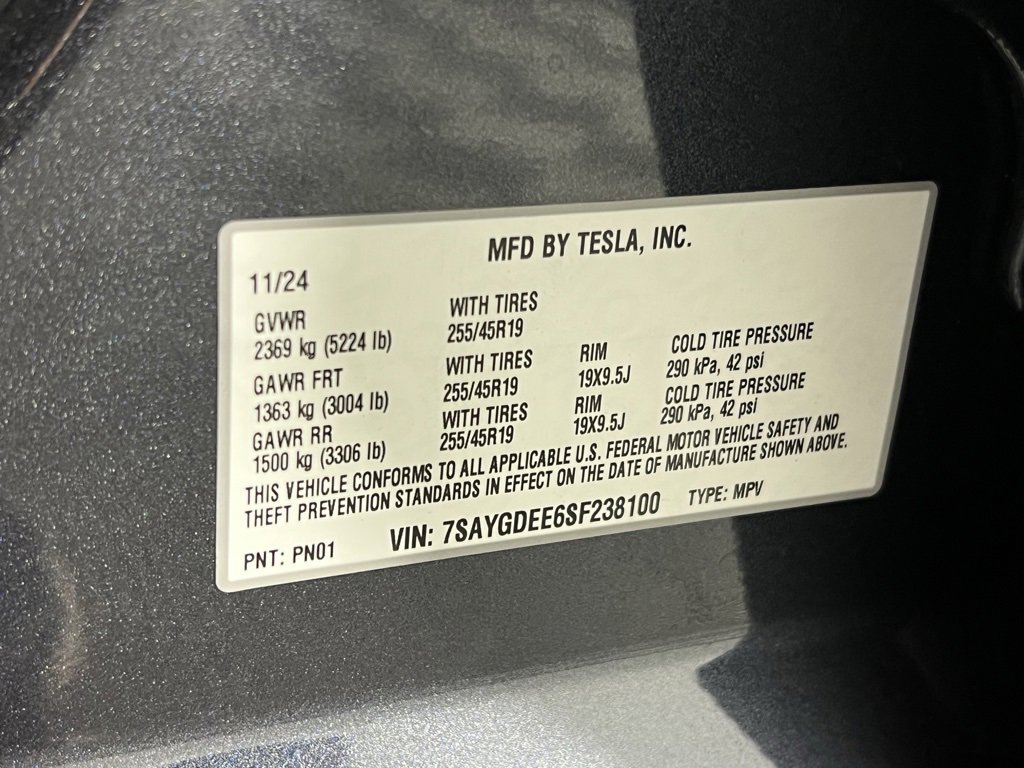 MFD BY TESLA, INC.
11/24
GVWR WITH TIRES
2369 kg (5224 lb) 255/45R19
GAWR FRT WITH TIRES RIM COLD TIRE PRESSURE
1363 kg (3004 lb) 255/45R19 19X9.5J 290 kPa, 42 psi
GAWR RR WITH TIRES RIM COLD TIRE PRESSURE
1500 kg (3306 lb) 255/45R19 19X9.5J 290 kPa, 42 psi
THIS VEHICLE CONFORMS TO ALL APPLICABLE U.S. FEDERAL MOTOR VEHICLE SAFETY AND
THEFT PREVENTION STANDARDS IN EFFECT ON THE DATE OF MANUFACTURE SHOWN ABOVE.
PNT: PN01 VIN: 7SAYGDEE6SF238100 TYPE: MPV